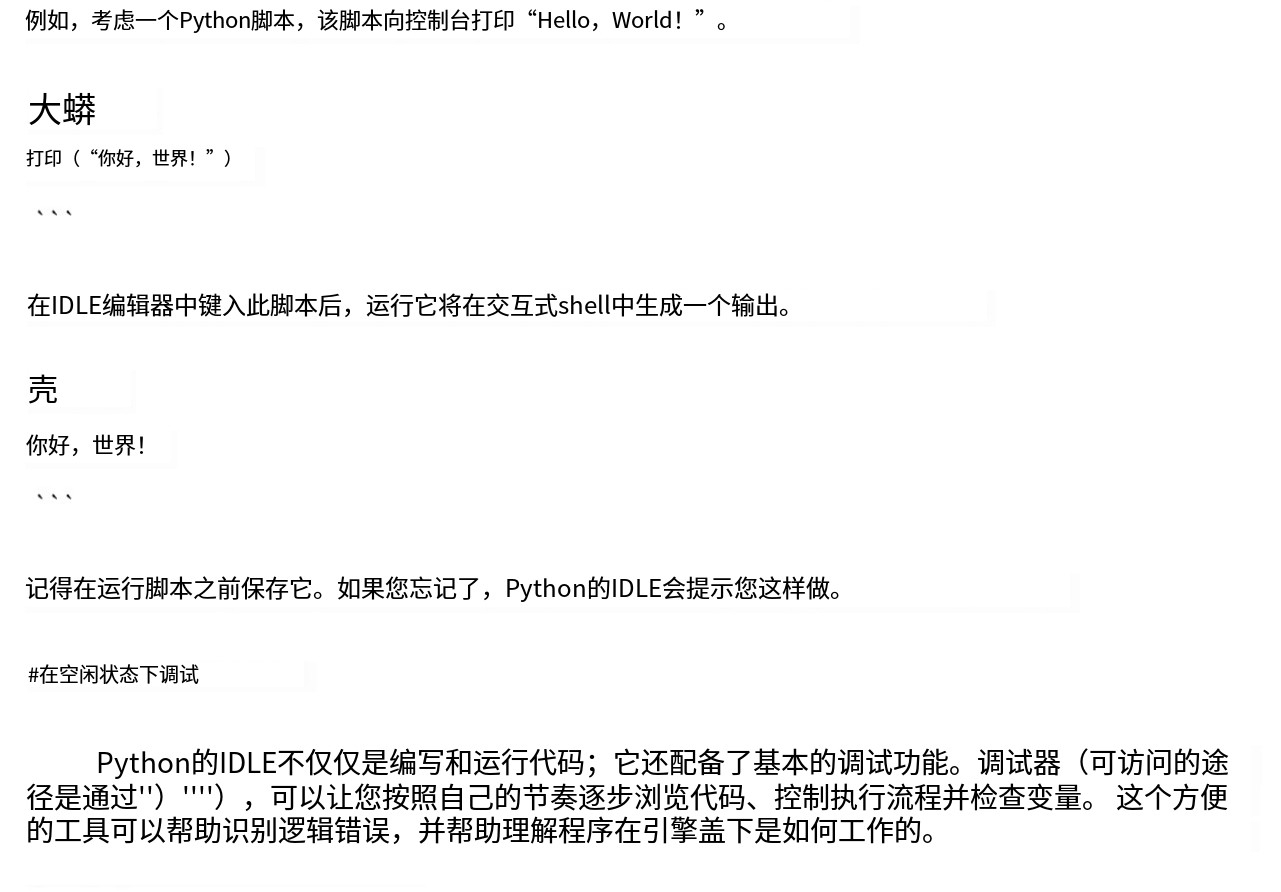 例如，考虑一个Python脚本，该脚本向控制台打印“Hello，World！”。
大蟒
打印（“你好，世界！”）
```
在IDLE编辑器中键入此脚本后，运行它将在交互式shell中生成一个输出。
壳
你好，世界！
```
记得在运行脚本之前保存它。如果您忘记了，Python的IDLE会提示您这样做。
#在空闲状态下调试
Python的IDLE不仅仅是编写和运行代码；它还配备了基本的调试功能。调试器（可访问的途
径是通过''）''''），可以让您按照自己的节奏逐步浏览代码、控制执行流程并检查变量。 这个方便
的工具可以帮助识别逻辑错误，并帮助理解程序在引擎盖下是如何工作的。